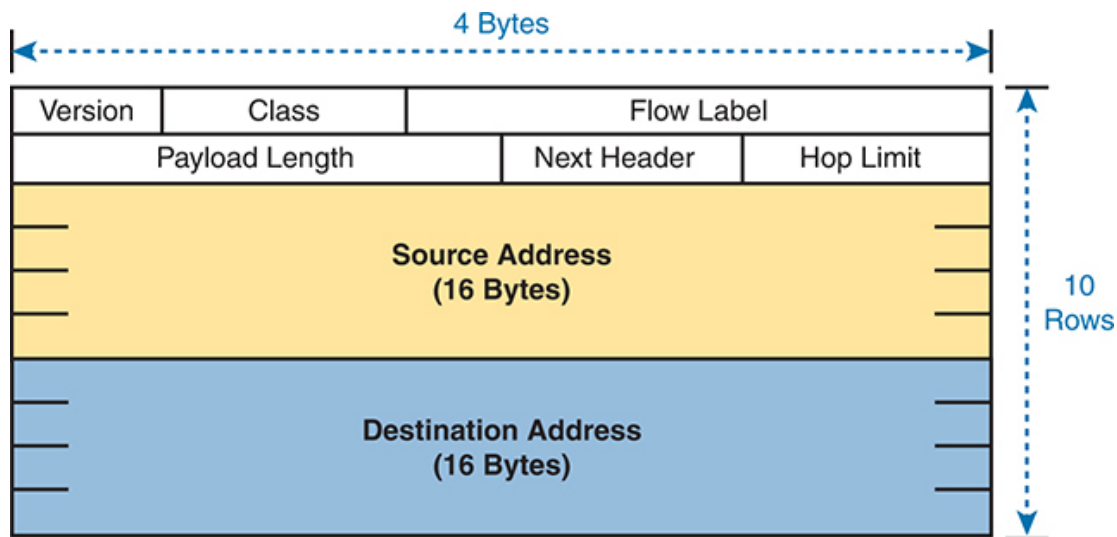 4 Bytes
Version Class Flow Label
Payload Length Next Header Hop Limit
Source Address
(16 Bytes)
10
Rows
Destination Address
(16 Bytes)